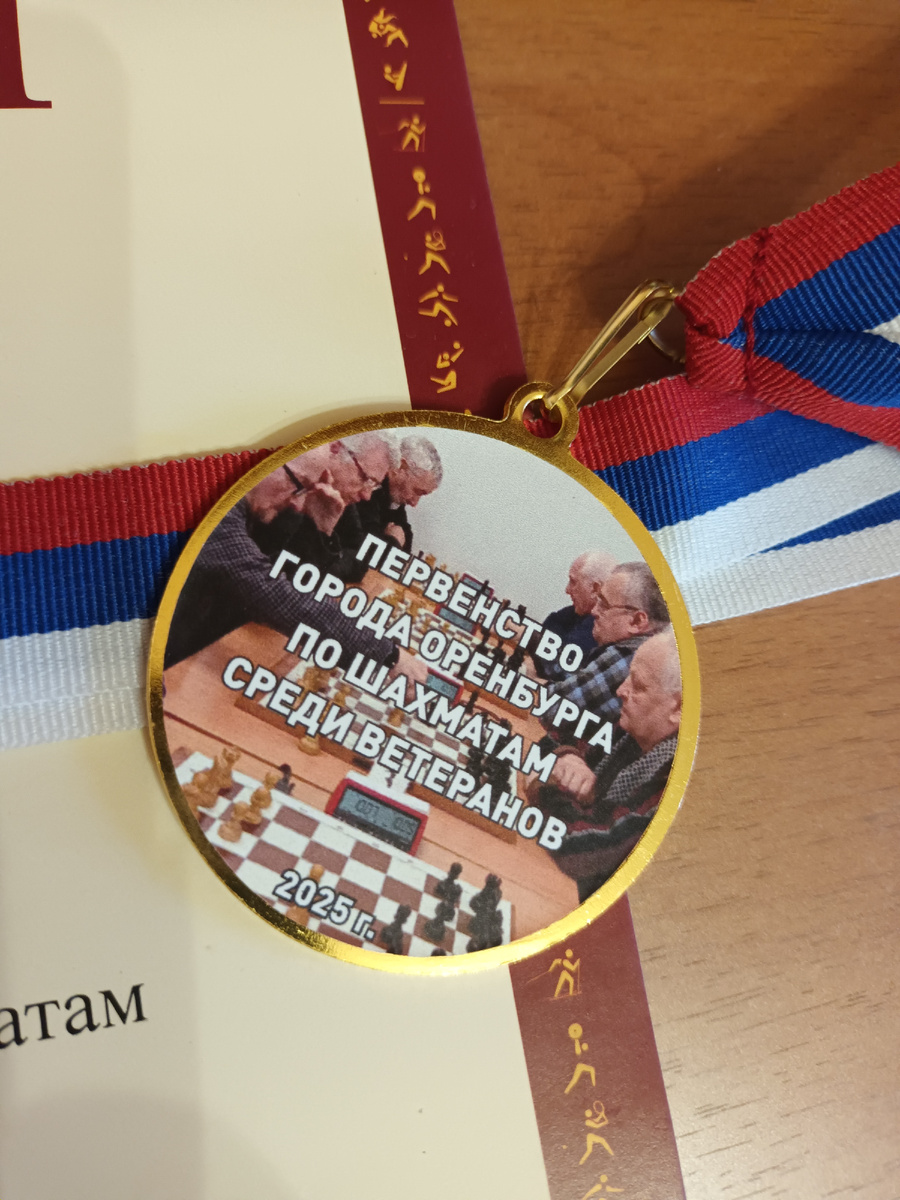 ПЕРВЕНСТВО
ГОРОДА ОРЕНБУРГА
ПО ШАХМАТАМ
СРЕДИ ВЕТЕРАНОВ
2025 г.
атам